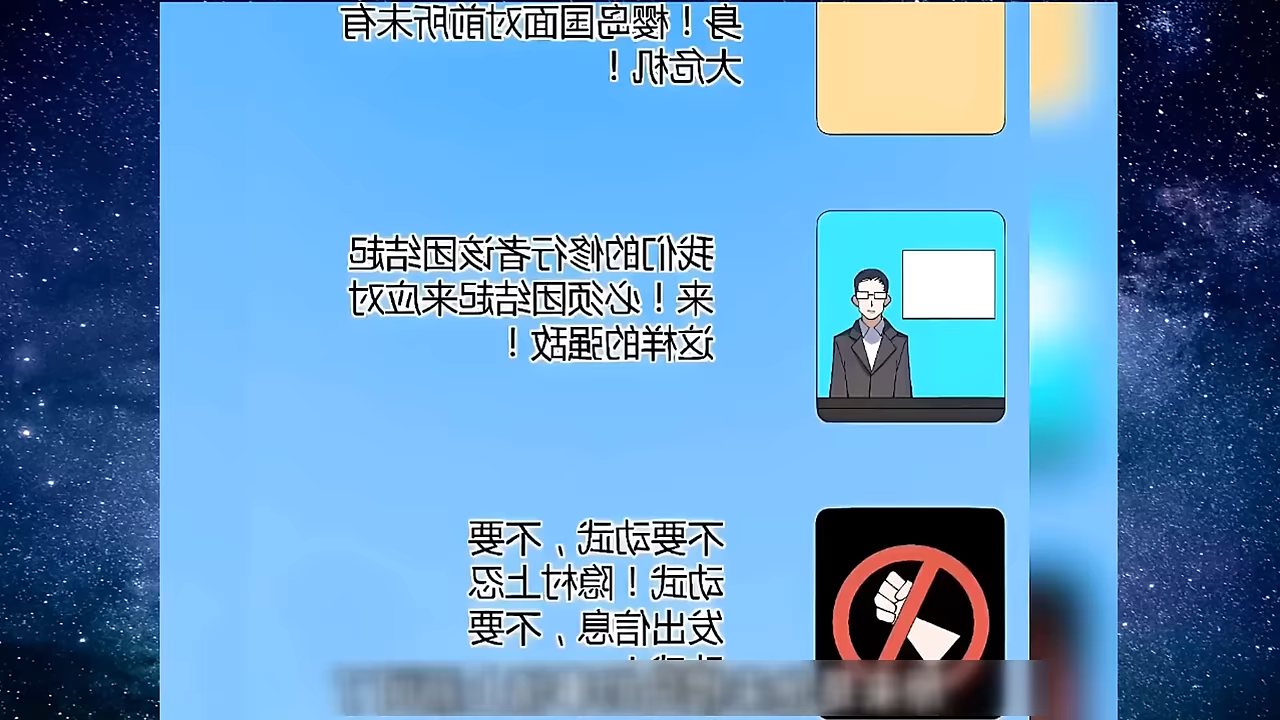 身！樱岛国面对前所未有
大危机！
我们的修行者该团结起
来！必须团结起来应对
这样的强敌！
不要动武，不要
动武！隐村上忍
发出信息，不要